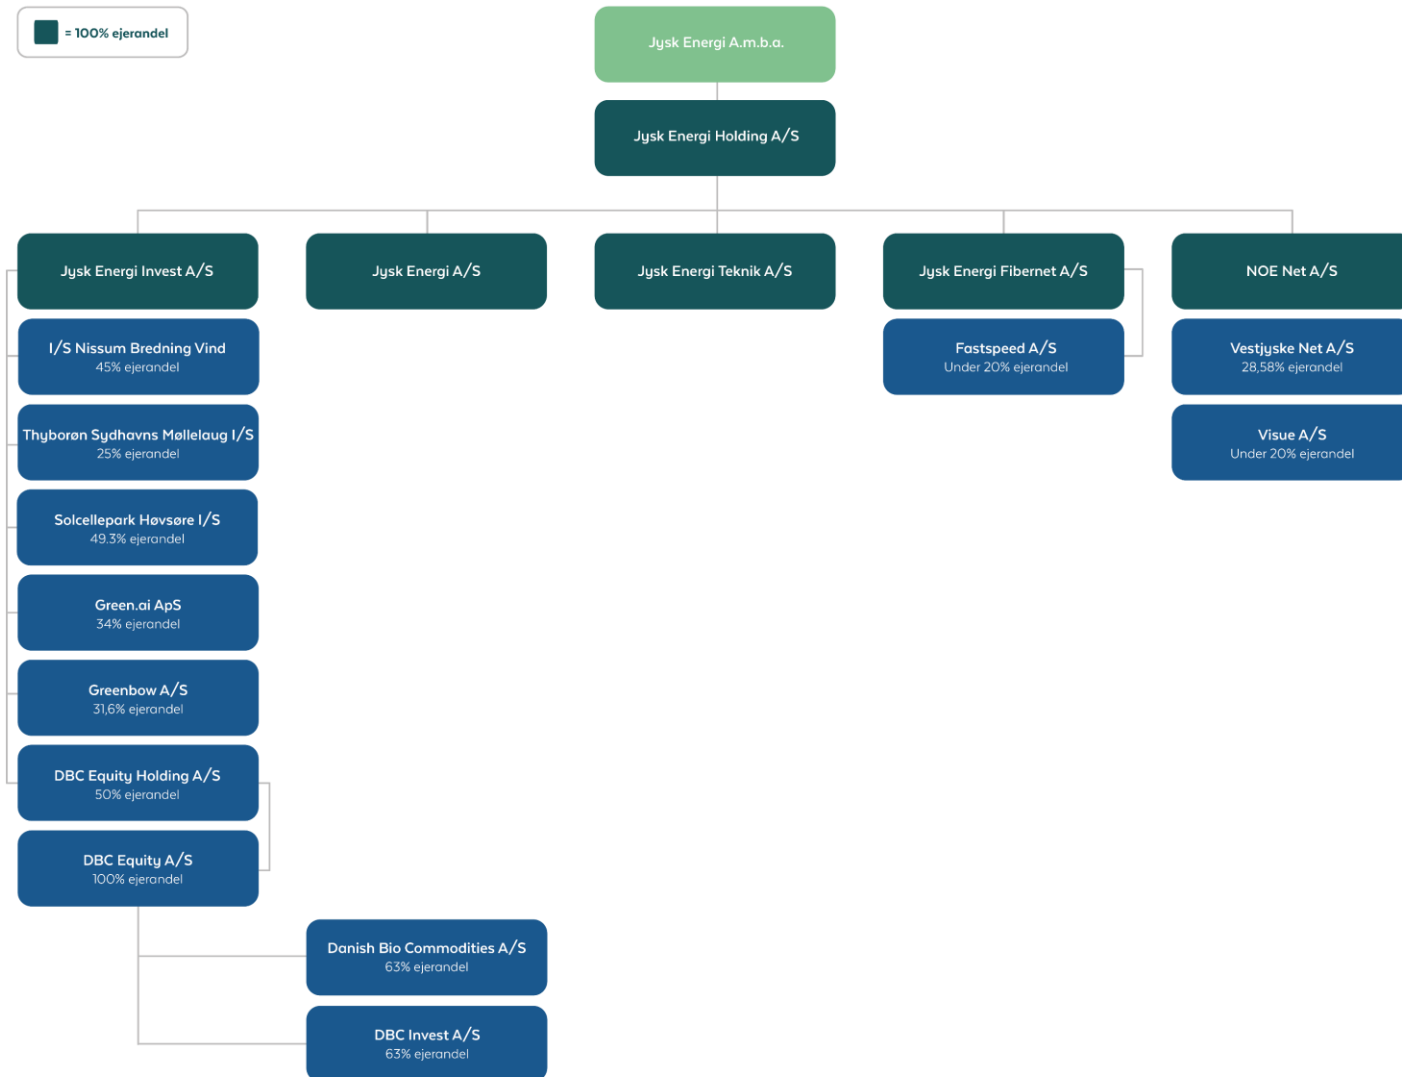 = 100% ejerandel
Jysk Energi A.m.b.a.
Jysk Energi Holding A/S
Jysk Energi Invest A/S
Jysk Energi A/S
Jysk Energi Teknik A/S
Jysk Energi Fibernet A/S
NOE Net A/S
I/S Nissum Bredning Vind
45% ejerandel
Fastspeed A/S
Under 20% ejerandel
Vestjyske Net A/S
28,58% ejerandel
Thyborøn Sydhavns Møllelaug I/S
25% ejerandel
Visue A/S
Under 20% ejerandel
Solcellepark Høvsøre I/S
49.3% ejerandel
Green.ai ApS
34% ejerandel
Greenbow A/S
31,6% ejerandel
DBC Equity Holding A/S
50% ejerandel
DBC Equity A/S
100% ejerandel
Danish Bio Commodities A/S
63% ejerandel
DBC Invest A/S
63% ejerandel